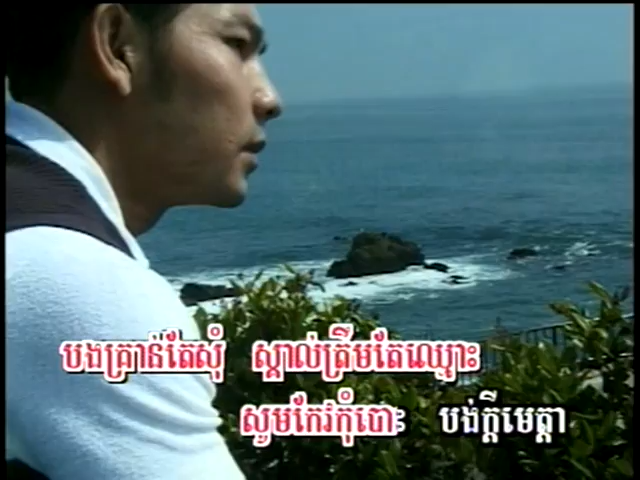 បងគ្រាន់តែសុំ ស្គាល់ត្រឹមតែឈ្មោះ
សូមកែវកុំបោះ បង់ក្ដីមេត្តា